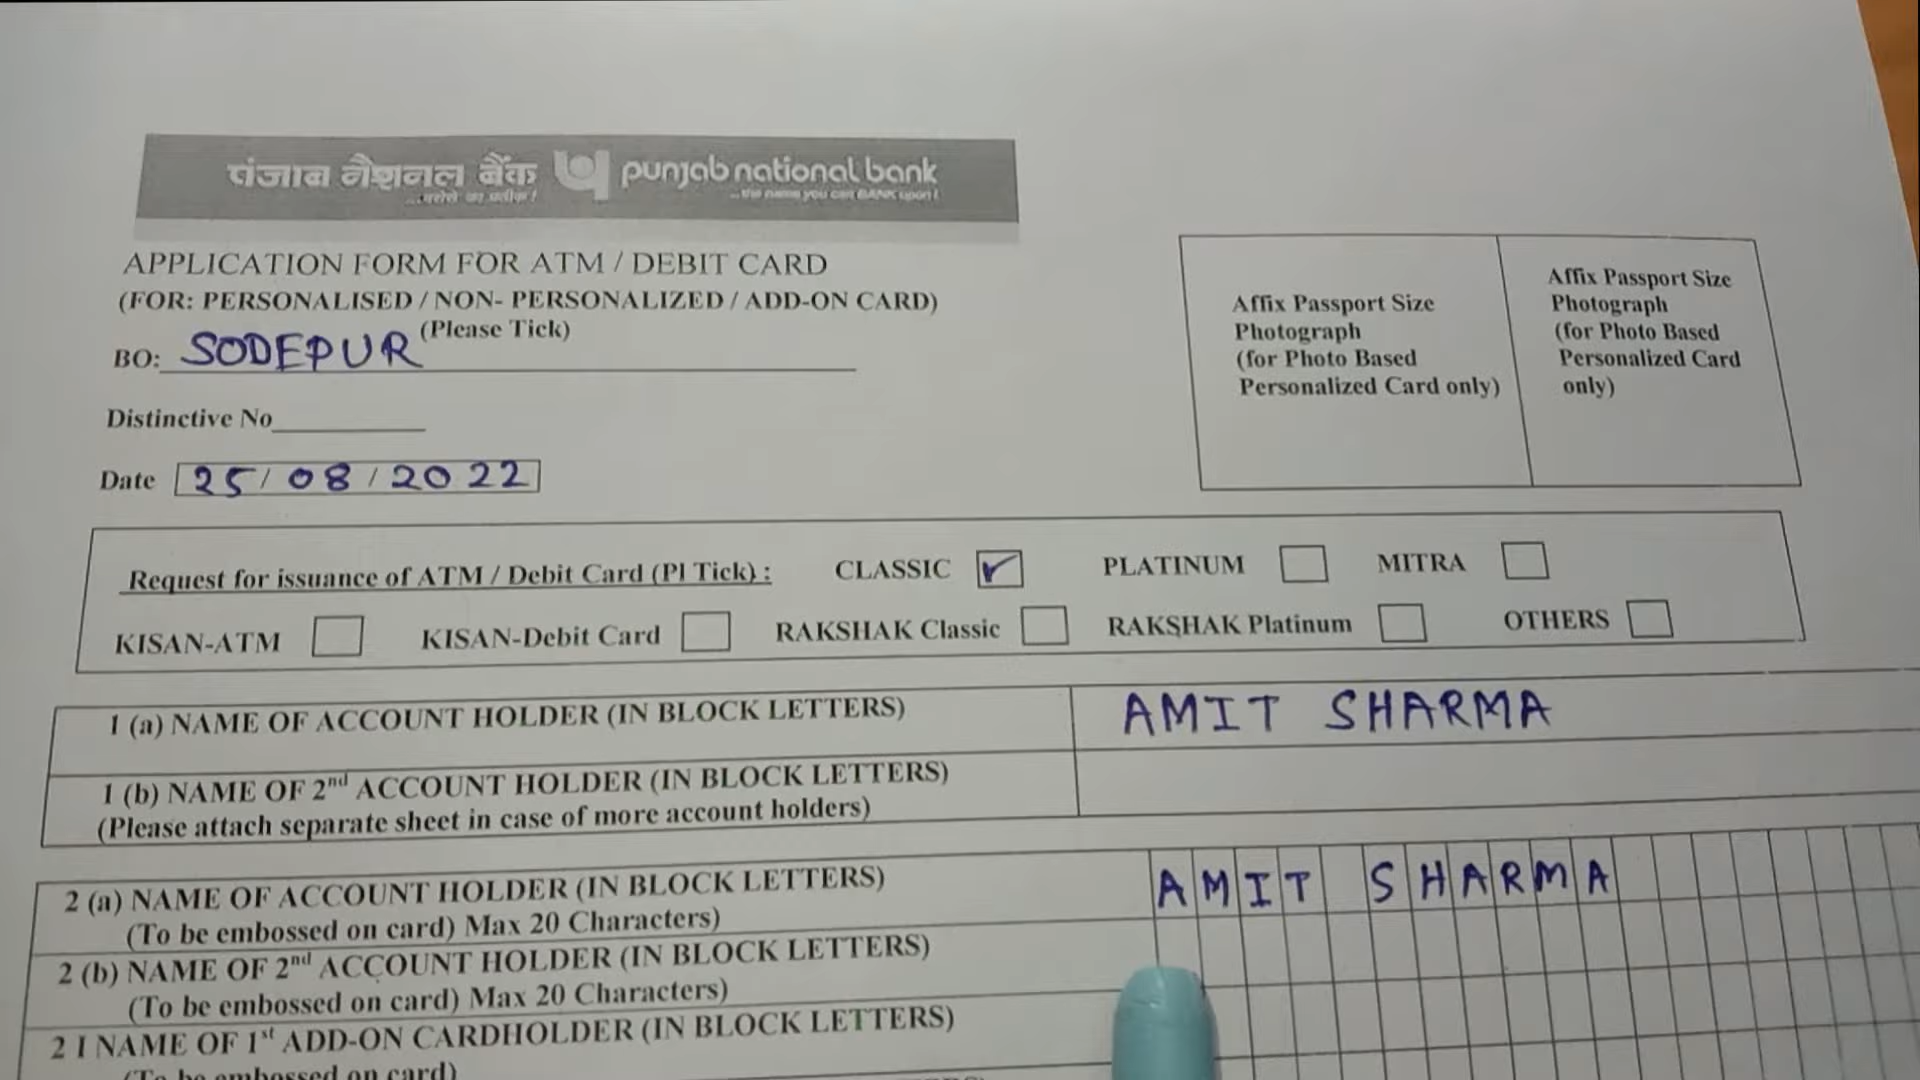 पंजाब नैशनल बैंक punjab national bank
...भरोसे का प्रतीक! ...the name you can BANK upon!
APPLICATION FORM FOR ATM / DEBIT CARD
(FOR: PERSONALISED / NON- PERSONALIZED / ADD-ON CARD)
(Please Tick)
BO: SODEPUR
Distinctive No
Date 25/08/2022
Affix Passport Size
Photograph
(for Photo Based
Personalized Card only)
Affix Passport Size
Photograph
(for Photo Based
Personalized Card
only)
Request for issuance of ATM / Debit Card (Pl Tick) : CLASSIC ✓ PLATINUM MITRA
KISAN-ATM KISAN-Debit Card RAKSHAK Classic RAKSHAK Platinum OTHERS
1 (a) NAME OF ACCOUNT HOLDER (IN BLOCK LETTERS) AMIT SHARMA
1 (b) NAME OF 2nd ACCOUNT HOLDER (IN BLOCK LETTERS)
(Please attach separate sheet in case of more account holders)
2 (a) NAME OF ACCOUNT HOLDER (IN BLOCK LETTERS) AMIT SHARMA
(To be embossed on card) Max 20 Characters)
2 (b) NAME OF 2nd ACCOUNT HOLDER (IN BLOCK LETTERS)
(To be embossed on card) Max 20 Characters)
2 I NAME OF 1st ADD-ON CARDHOLDER (IN BLOCK LETTERS)
(To be embossed on card)